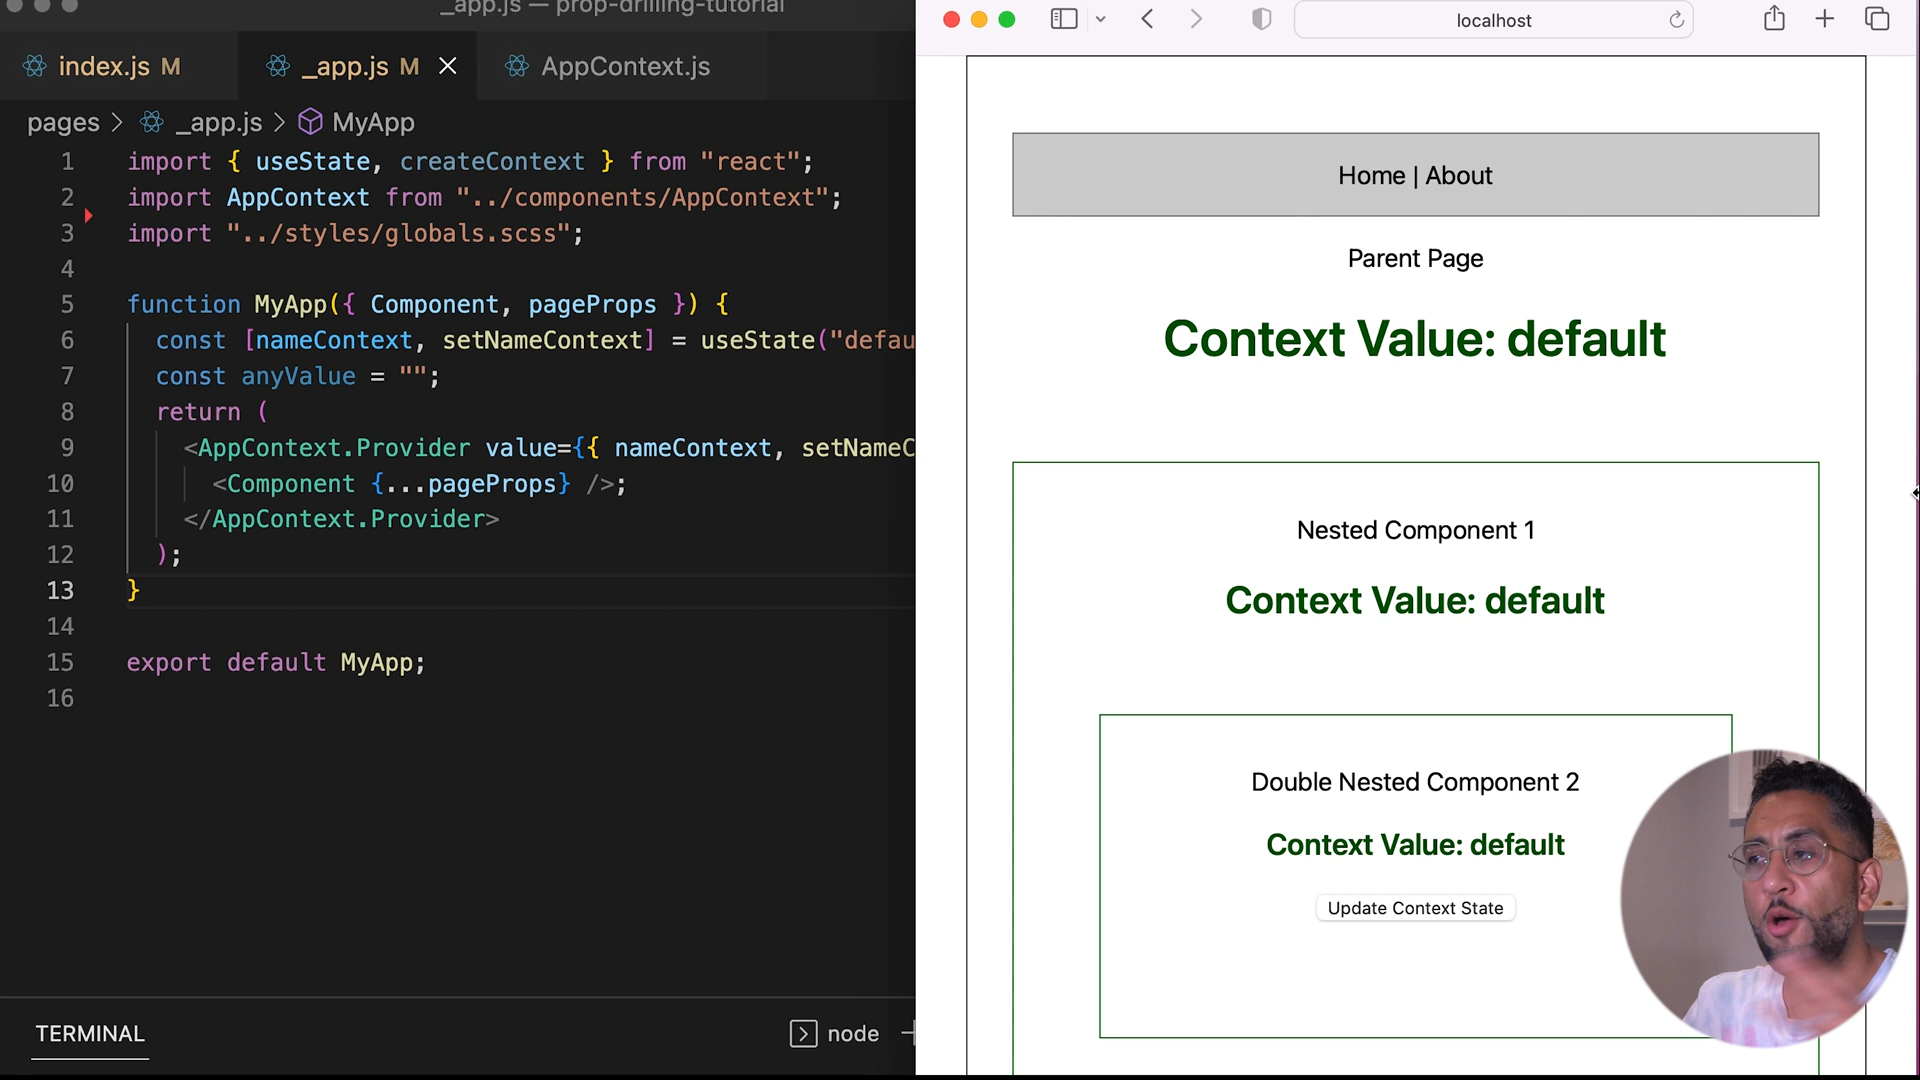 _app.js — prop-drilling-tutorial
index.js M
_app.js M
AppContext.js
pages > _app.js > MyApp
1 import { useState, createContext } from "react";
2 import AppContext from "../components/AppContext";
3 import "../styles/globals.scss";
4
5 function MyApp({ Component, pageProps }) {
6 const [nameContext, setNameContext] = useState("defau
7 const anyValue = "";
8 return (
9 <AppContext.Provider value={{ nameContext, setNameC
10 <Component {...pageProps} />;
11 </AppContext.Provider>
12 );
13 }
14
15 export default MyApp;
16
TERMINAL
node
localhost
Home | About
Parent Page
Context Value: default
Nested Component 1
Context Value: default
Double Nested Component 2
Context Value: default
Update Context State